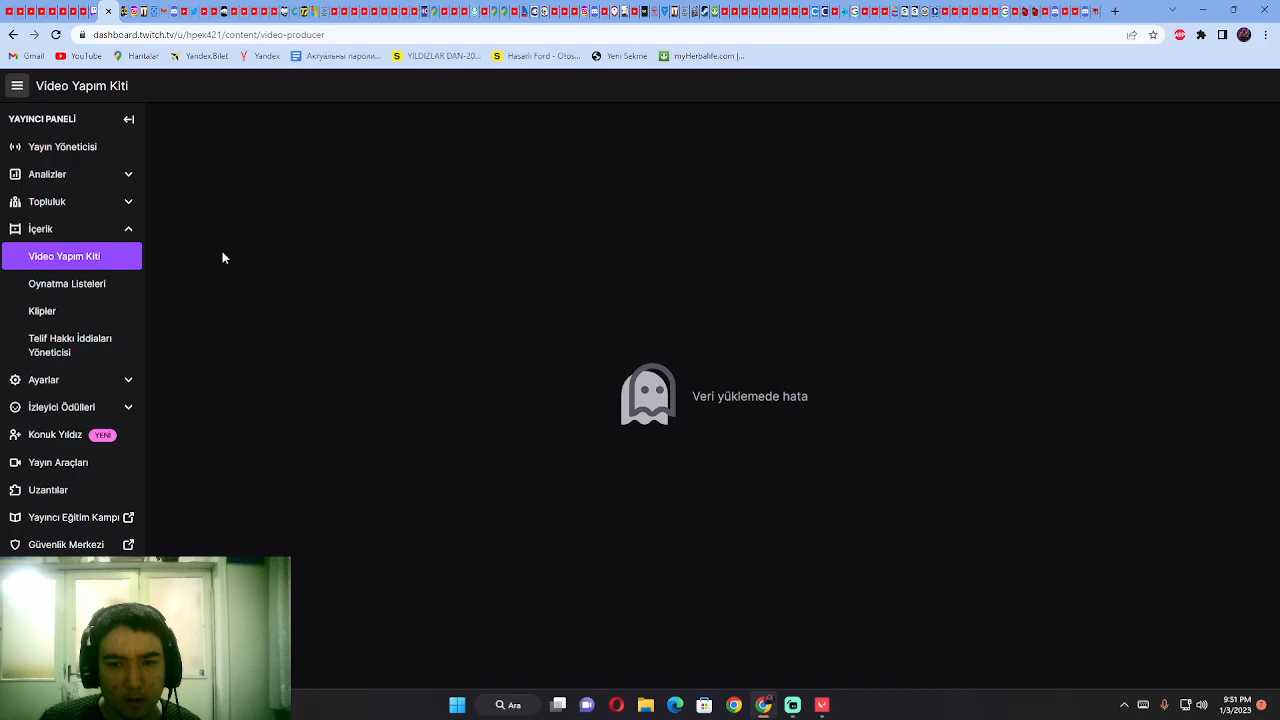 dashboard.twitch.tv/u/hpex421/content/video-producer
Gmail
YouTube
Haritalar
Yandex.Bilet
Yandex
Актуальны пароли...
YILDIZLAR DAN-20...
Hasarlı Ford - Otos...
Yeni Sekme
myHerbalife.com |...
Video Yapım Kiti
YAYINCI PANELİ
Yayın Yöneticisi
Analizler
Topluluk
İçerik
Video Yapım Kiti
Oynatma Listeleri
Klipler
Telif Hakkı İddiaları
Yöneticisi
Ayarlar
İzleyici Ödülleri
Konuk Yıldız YENİ
Yayın Araçları
Uzantılar
Yayıncı Eğitim Kampı
Güvenlik Merkezi
Veri yüklemede hata
Ara
9:51 PM
1/3/2023